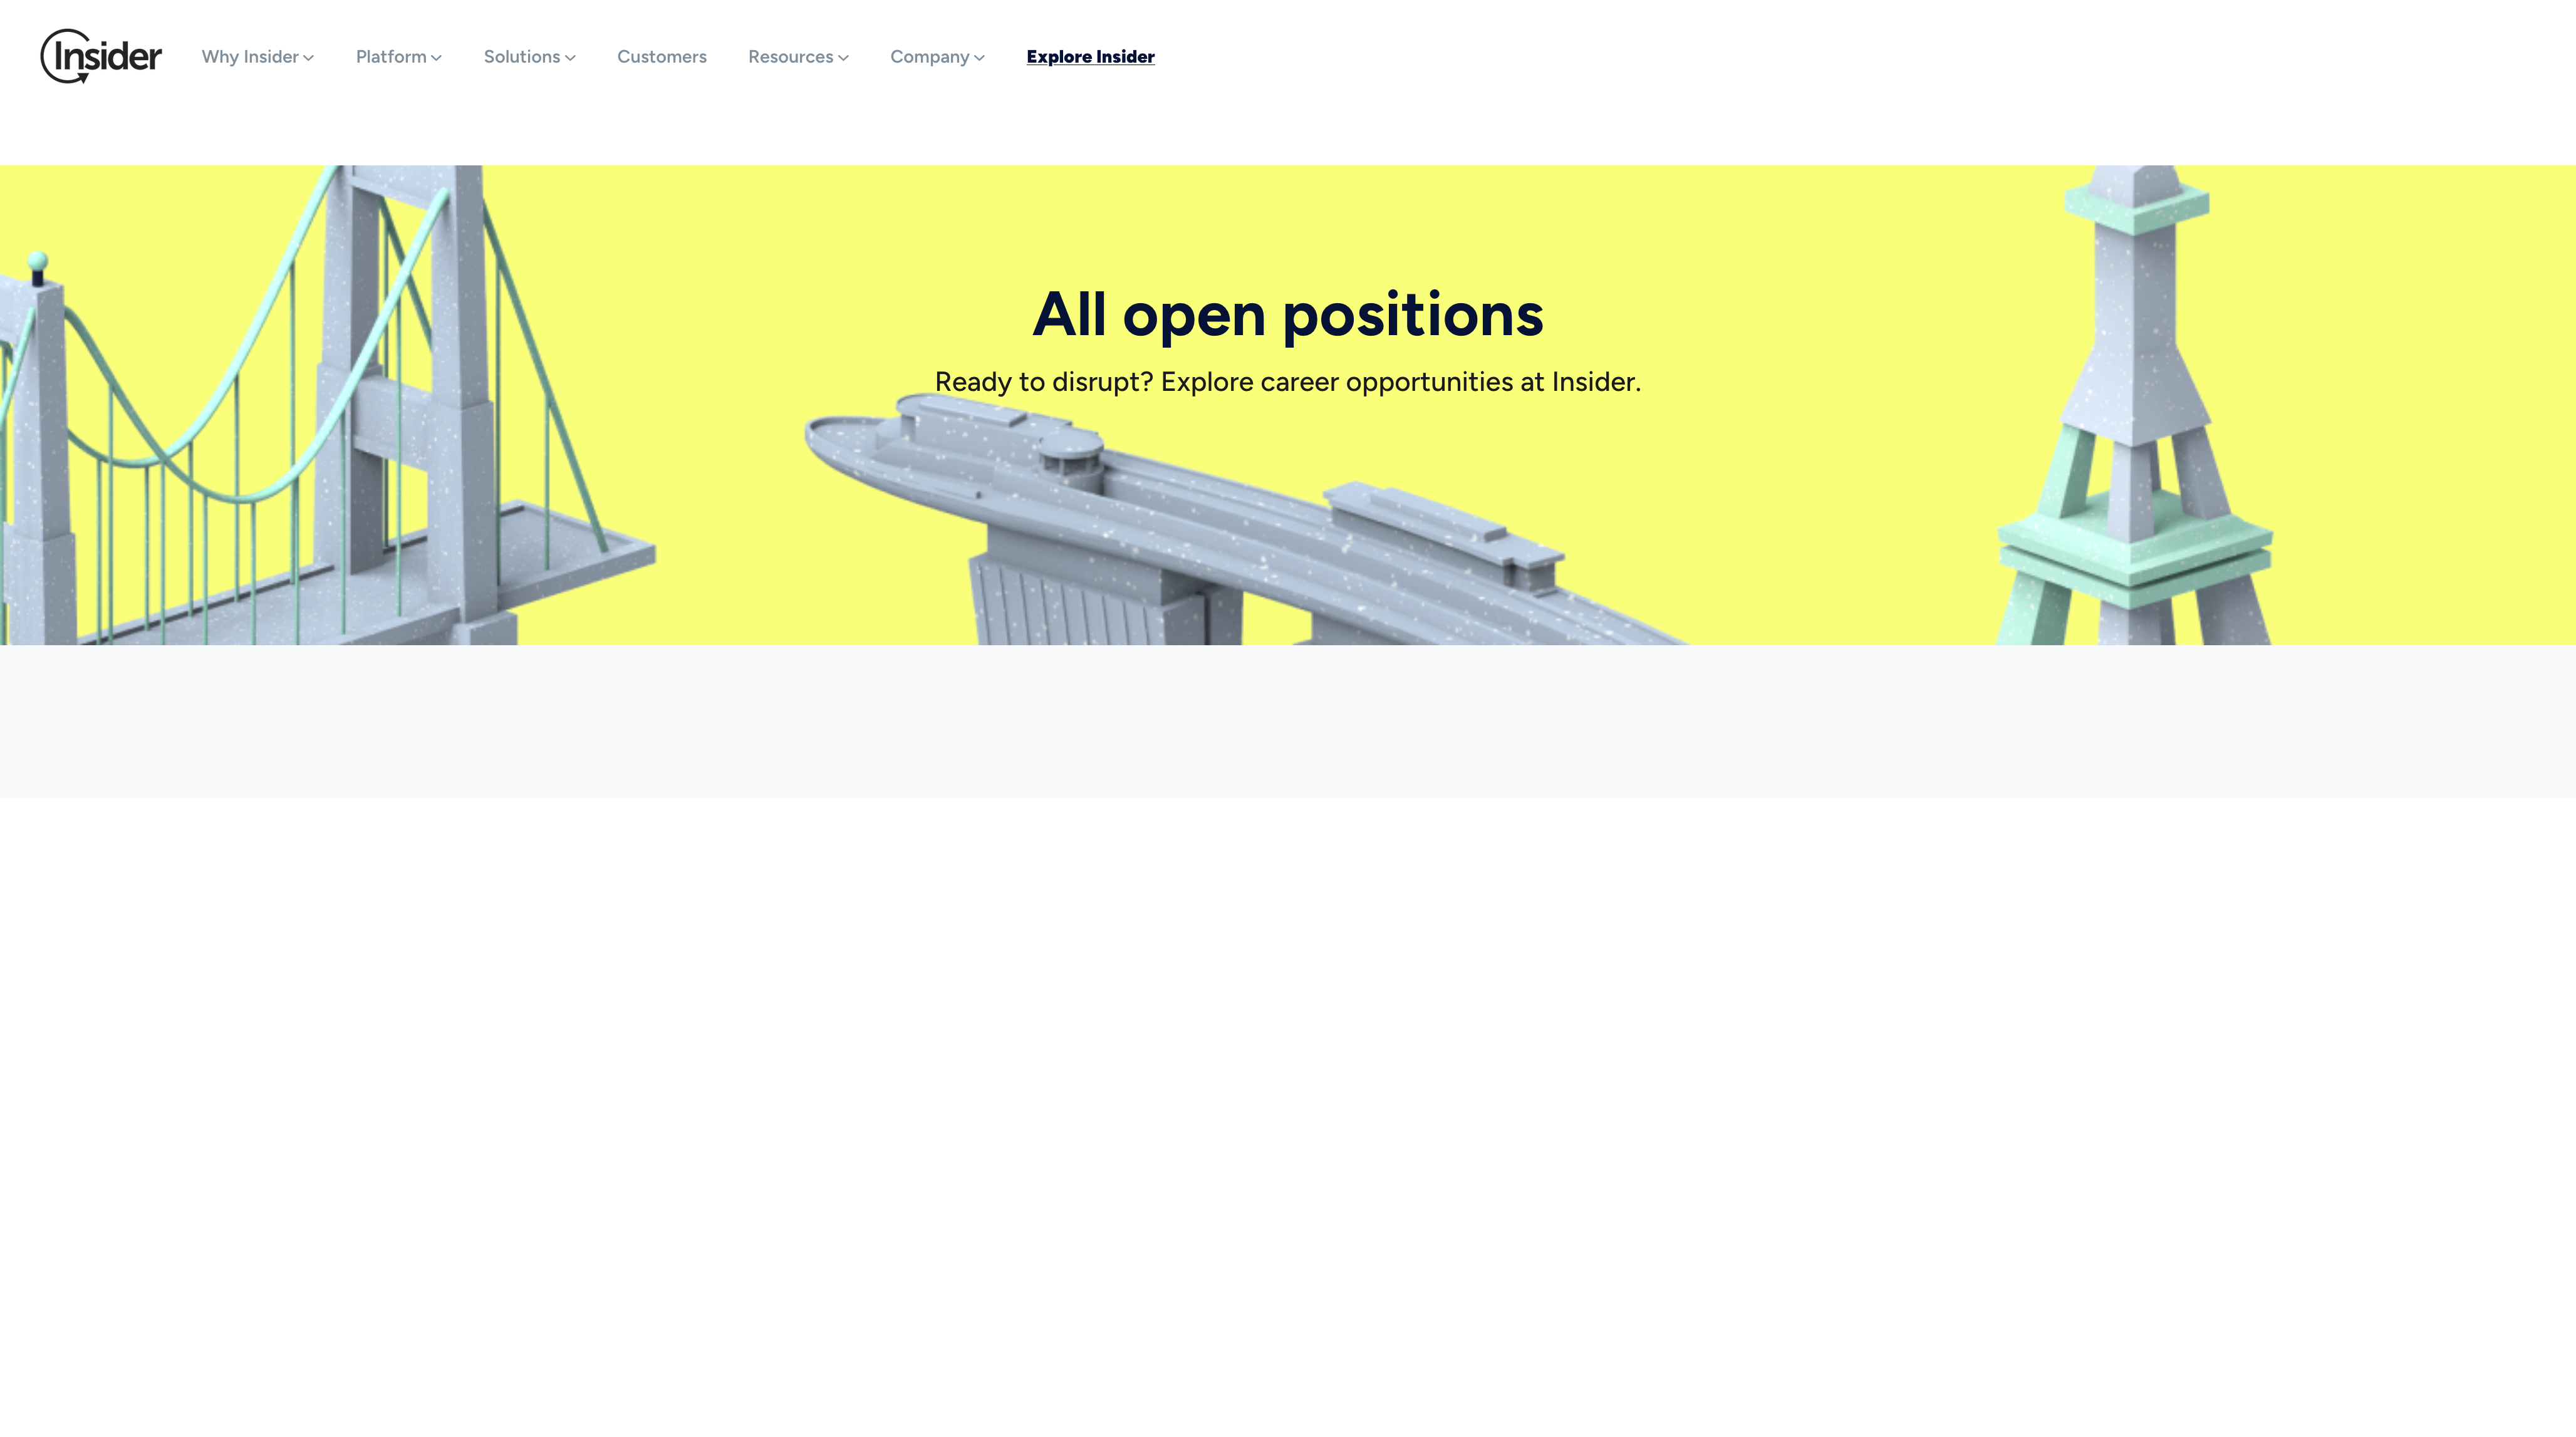 Insider
Why Insider
Platform
Solutions
Customers
Resources
Company
Explore Insider
All open positions
Ready to disrupt? Explore career opportunities at Insider.